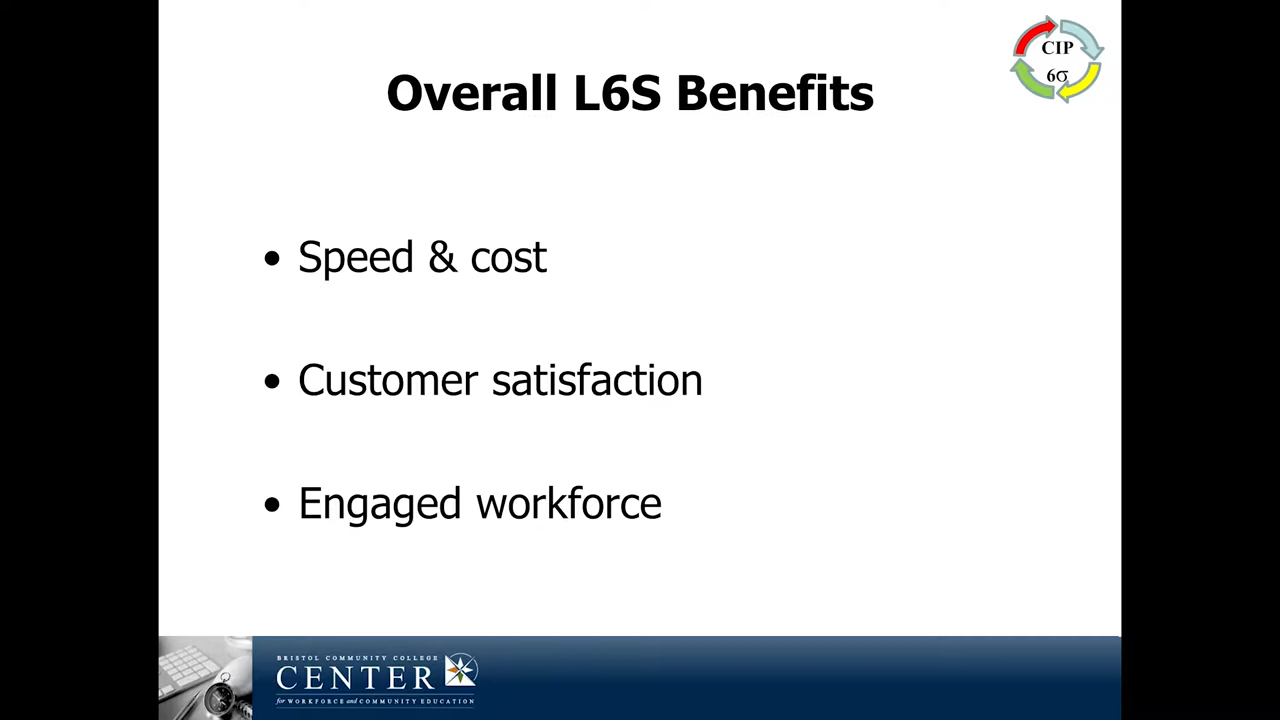 CIP
6σ
Overall L6S Benefits
• Speed & cost
• Customer satisfaction
• Engaged workforce
BRISTOL COMMUNITY COLLEGE
CENTER
for WORKFORCE and COMMUNITY EDUCATION